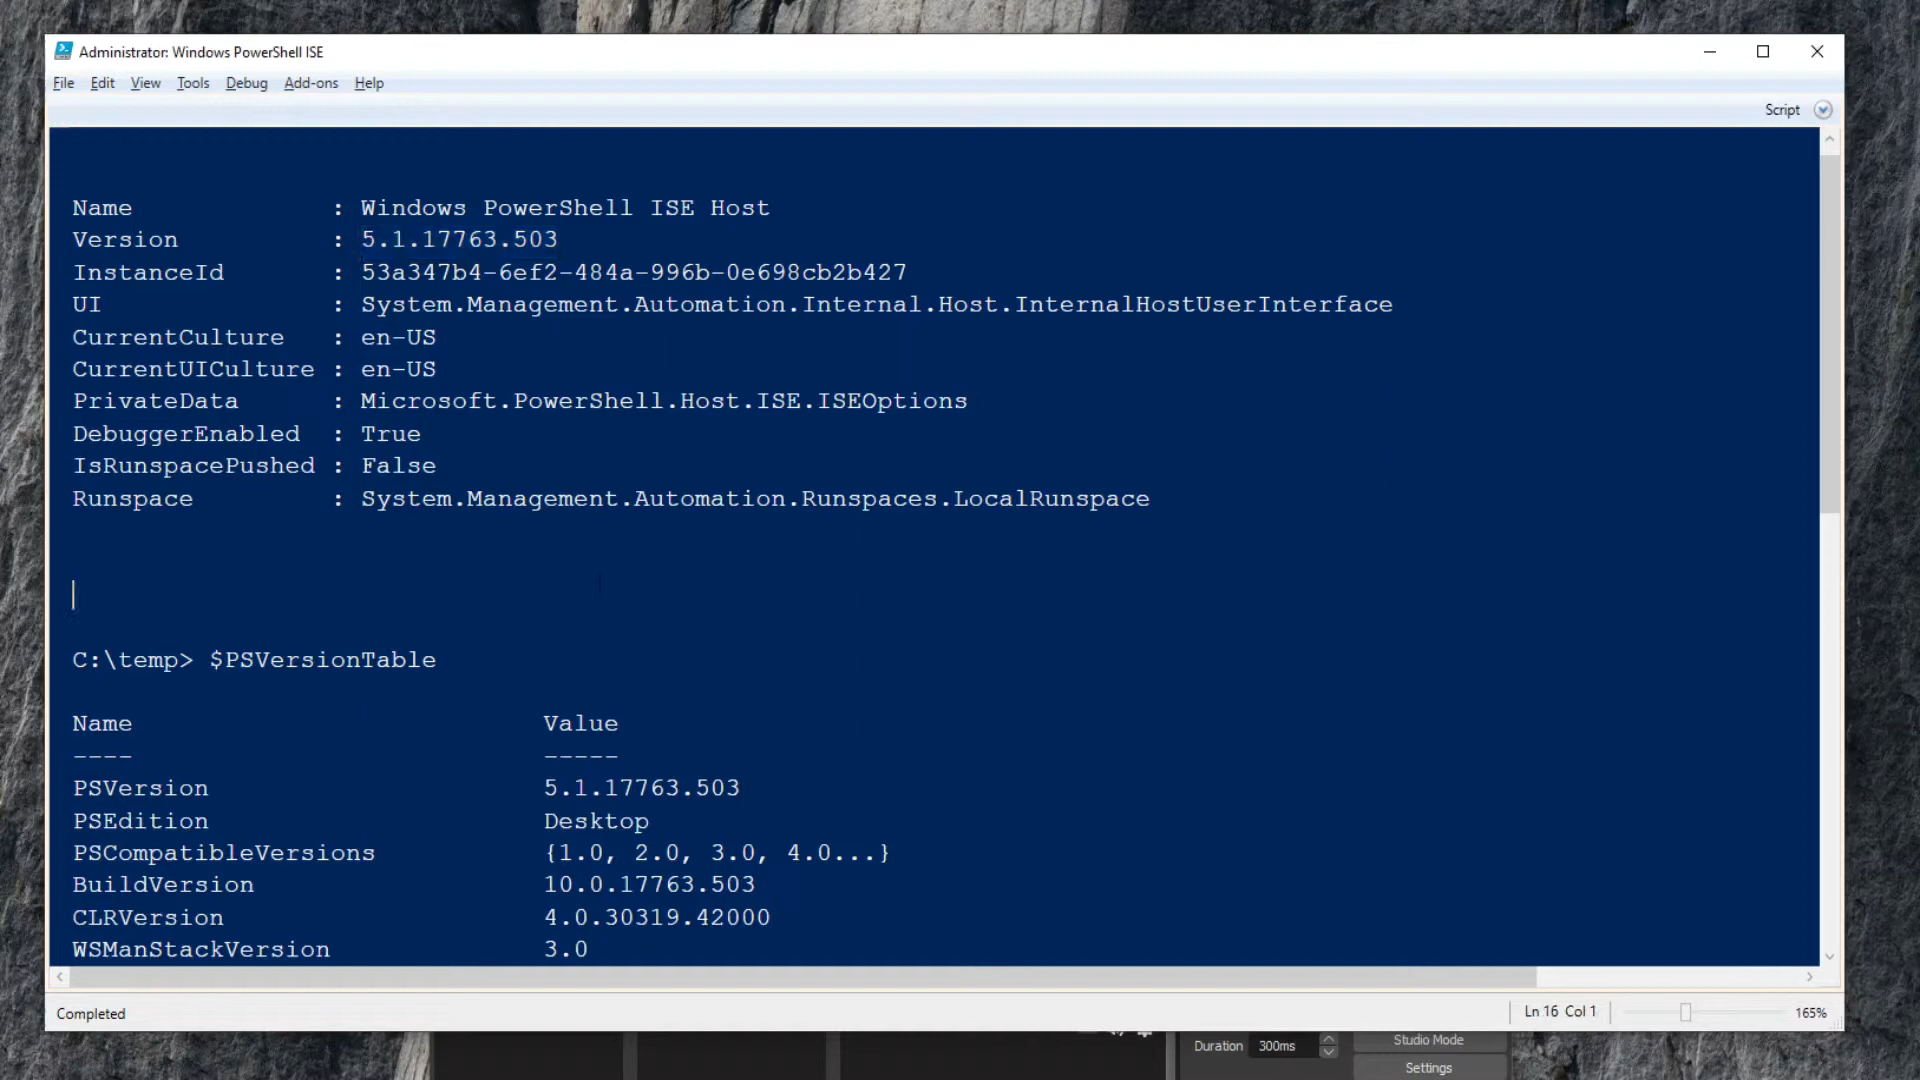 Administrator: Windows PowerShell ISE
File Edit View Tools Debug Add-ons Help
Script
Name : Windows PowerShell ISE Host
Version : 5.1.17763.503
InstanceId : 53a347b4-6ef2-484a-996b-0e698cb2b427
UI : System.Management.Automation.Internal.Host.InternalHostUserInterface
CurrentCulture : en-US
CurrentUICulture : en-US
PrivateData : Microsoft.PowerShell.Host.ISE.ISEOptions
DebuggerEnabled : True
IsRunspacePushed : False
Runspace : System.Management.Automation.Runspaces.LocalRunspace
C:\temp> $PSVersionTable
Name Value
---- -----
PSVersion 5.1.17763.503
PSEdition Desktop
PSCompatibleVersions {1.0, 2.0, 3.0, 4.0...}
BuildVersion 10.0.17763.503
CLRVersion 4.0.30319.42000
WSManStackVersion 3.0
Completed Ln 16 Col 1 165%
Duration 300ms Studio Mode
Settings